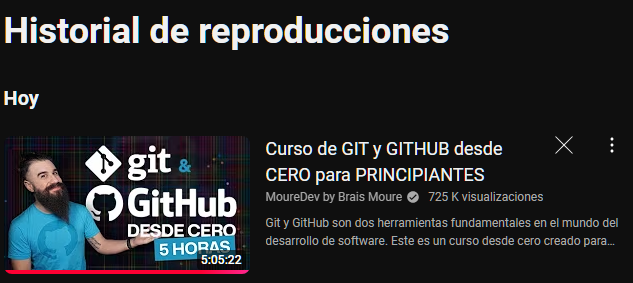 Historial de reproducciones
Hoy
git &
GitHub
DESDE CERO
5 HORAS
5:05:22
Curso de GIT y GITHUB desde
CERO para PRINCIPIANTES
MoureDev by Brais Moure 725 K visualizaciones
Git y GitHub son dos herramientas fundamentales en el mundo del
desarrollo de software. Este es un curso desde cero creado para...